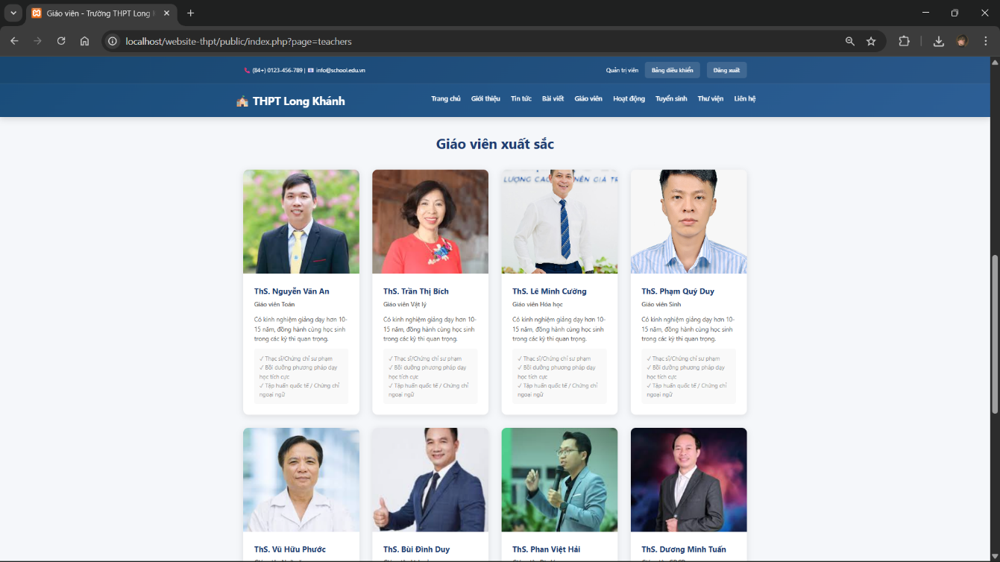 Giáo viên - Trường THPT Long
localhost/website-thpt/public/index.php?page=teachers
(84+) 0123-456-789 | info@school.edu.vn
Quản trị viên
Bảng điều khiển
Đăng xuất
THPT Long Khánh
Trang chủ Giới thiệu Tin tức Bài viết Giáo viên Hoạt động Tuyển sinh Thư viện Liên hệ
Giáo viên xuất sắc
LƯỢNG CAO NÊN GIÁ TR
ThS. Nguyễn Văn An
Giáo viên Toán
Có kinh nghiệm giảng dạy hơn 10-
15 năm, đồng hành cùng học sinh
trong các kỳ thi quan trọng.
✓ Thạc sĩ/Chứng chỉ sư phạm
✓ Bồi dưỡng phương pháp dạy
học tích cực
✓ Tập huấn quốc tế / Chứng chỉ
ngoại ngữ
ThS. Trần Thị Bích
Giáo viên Vật lý
Có kinh nghiệm giảng dạy hơn 10-
15 năm, đồng hành cùng học sinh
trong các kỳ thi quan trọng.
✓ Thạc sĩ/Chứng chỉ sư phạm
✓ Bồi dưỡng phương pháp dạy
học tích cực
✓ Tập huấn quốc tế / Chứng chỉ
ngoại ngữ
ThS. Lê Minh Cường
Giáo viên Hóa học
Có kinh nghiệm giảng dạy hơn 10-
15 năm, đồng hành cùng học sinh
trong các kỳ thi quan trọng.
✓ Thạc sĩ/Chứng chỉ sư phạm
✓ Bồi dưỡng phương pháp dạy
học tích cực
✓ Tập huấn quốc tế / Chứng chỉ
ngoại ngữ
ThS. Phạm Quý Duy
Giáo viên Sinh
Có kinh nghiệm giảng dạy hơn 10-
15 năm, đồng hành cùng học sinh
trong các kỳ thi quan trọng.
✓ Thạc sĩ/Chứng chỉ sư phạm
✓ Bồi dưỡng phương pháp dạy
học tích cực
✓ Tập huấn quốc tế / Chứng chỉ
ngoại ngữ
ThS. Vũ Hữu Phước
ThS. Bùi Đình Duy
ThS. Phan Việt Hải
ThS. Dương Minh Tuấn